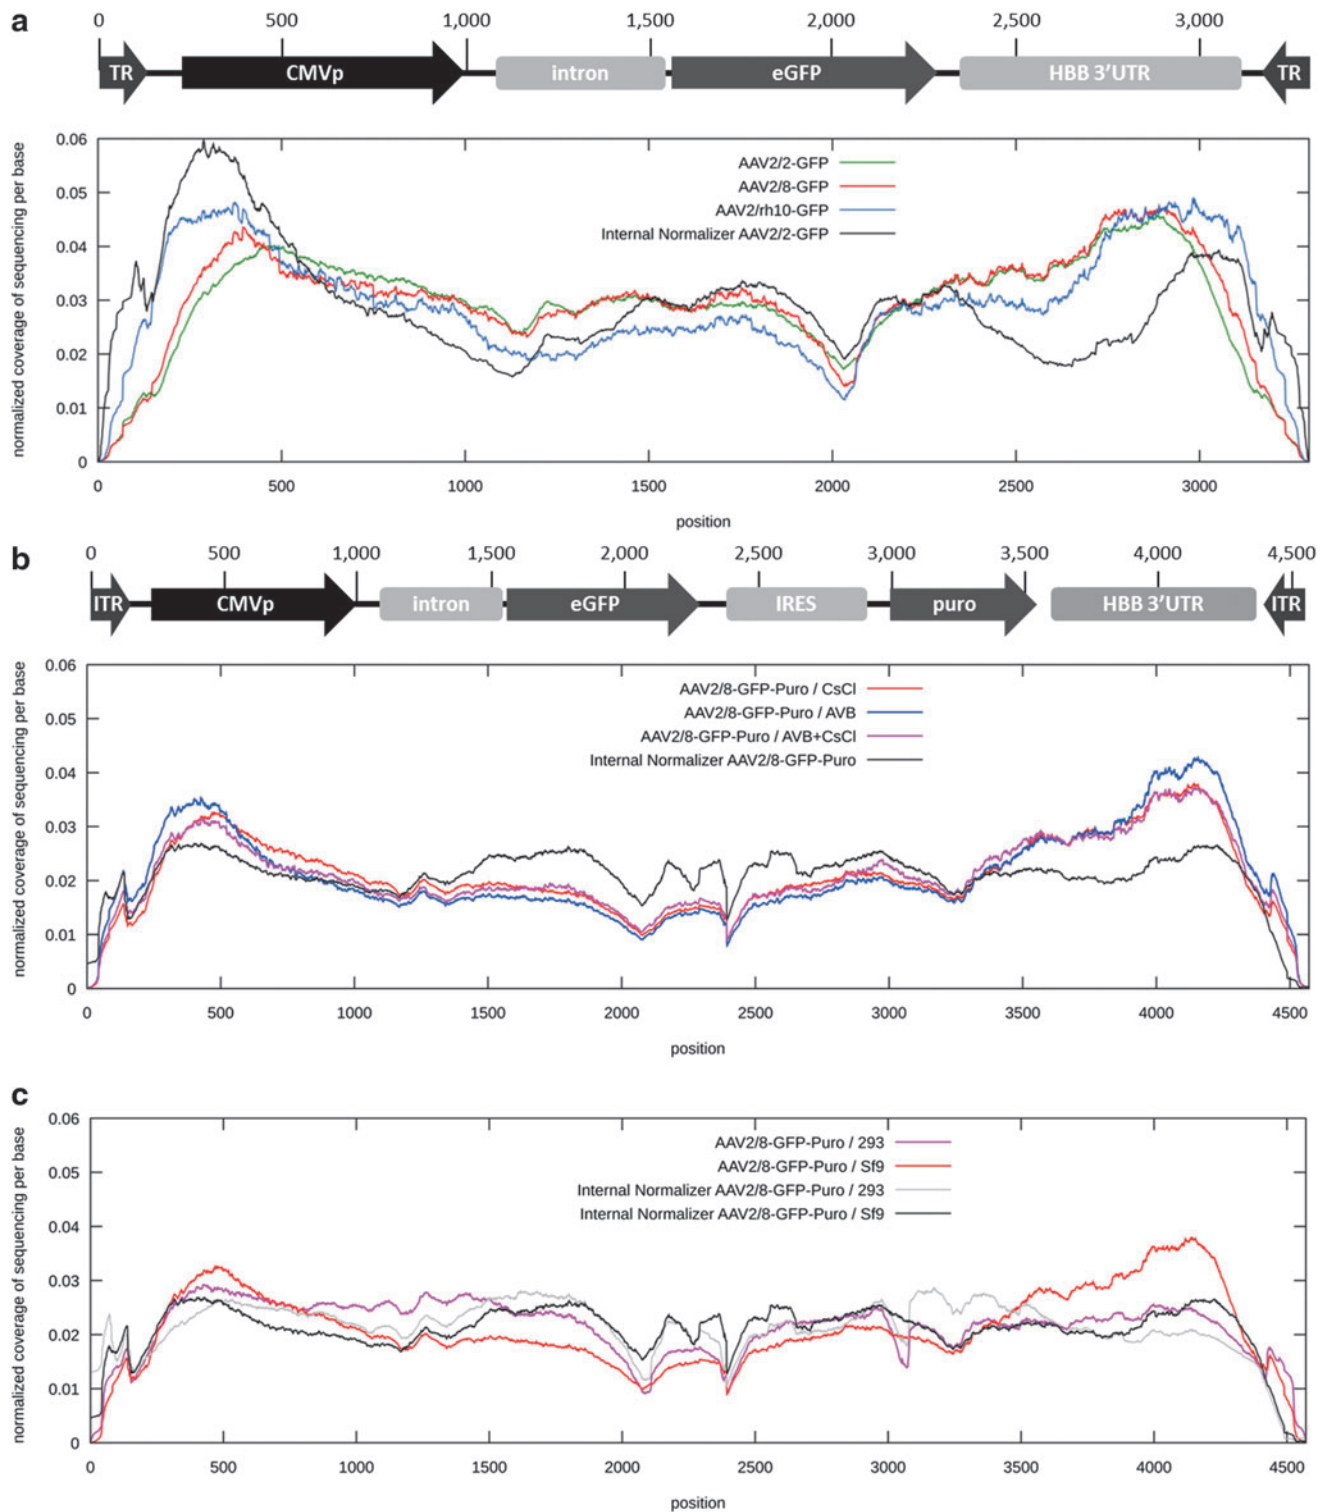 a
0 500 1,000 1,500 2,000 2,500 3,000
TR CMVp intron eGFP HBB 3'UTR TR
normalized coverage of sequencing per base
0.06
0.05
0.04
0.03
0.02
0.01
0
AAV2/2-GFP
AAV2/8-GFP
AAV2/rh10-GFP
Internal Normalizer AAV2/2-GFP
0 500 1000 1500 2000 2500 3000
position
b
0 500 1,000 1,500 2,000 2,500 3,000 3,500 4,000 4,500
ITR CMVp intron eGFP IRES puro HBB 3'UTR ITR
normalized coverage of sequencing per base
0.06
0.05
0.04
0.03
0.02
0.01
0
AAV2/8-GFP-Puro / CsCl
AAV2/8-GFP-Puro / AVB
AAV2/8-GFP-Puro / AVB+CsCl
Internal Normalizer AAV2/8-GFP-Puro
0 500 1000 1500 2000 2500 3000 3500 4000 4500
position
c
normalized coverage of sequencing per base
0.06
0.05
0.04
0.03
0.02
0.01
0
AAV2/8-GFP-Puro / 293
AAV2/8-GFP-Puro / Sf9
Internal Normalizer AAV2/8-GFP-Puro / 293
Internal Normalizer AAV2/8-GFP-Puro / Sf9
0 500 1000 1500 2000 2500 3000 3500 4000 4500
position